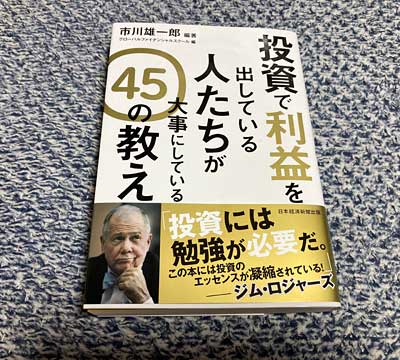 市川雄一郎 編著
グローバルファイナンシャルスクール 編
投資で利益を
出している
人たちが
大事にしている
45の教え
日本経済新聞出版
「投資には
勉強が必要だ。
この本には投資の
エッセンスが凝縮されている!」
——ジム・ロジャーズ